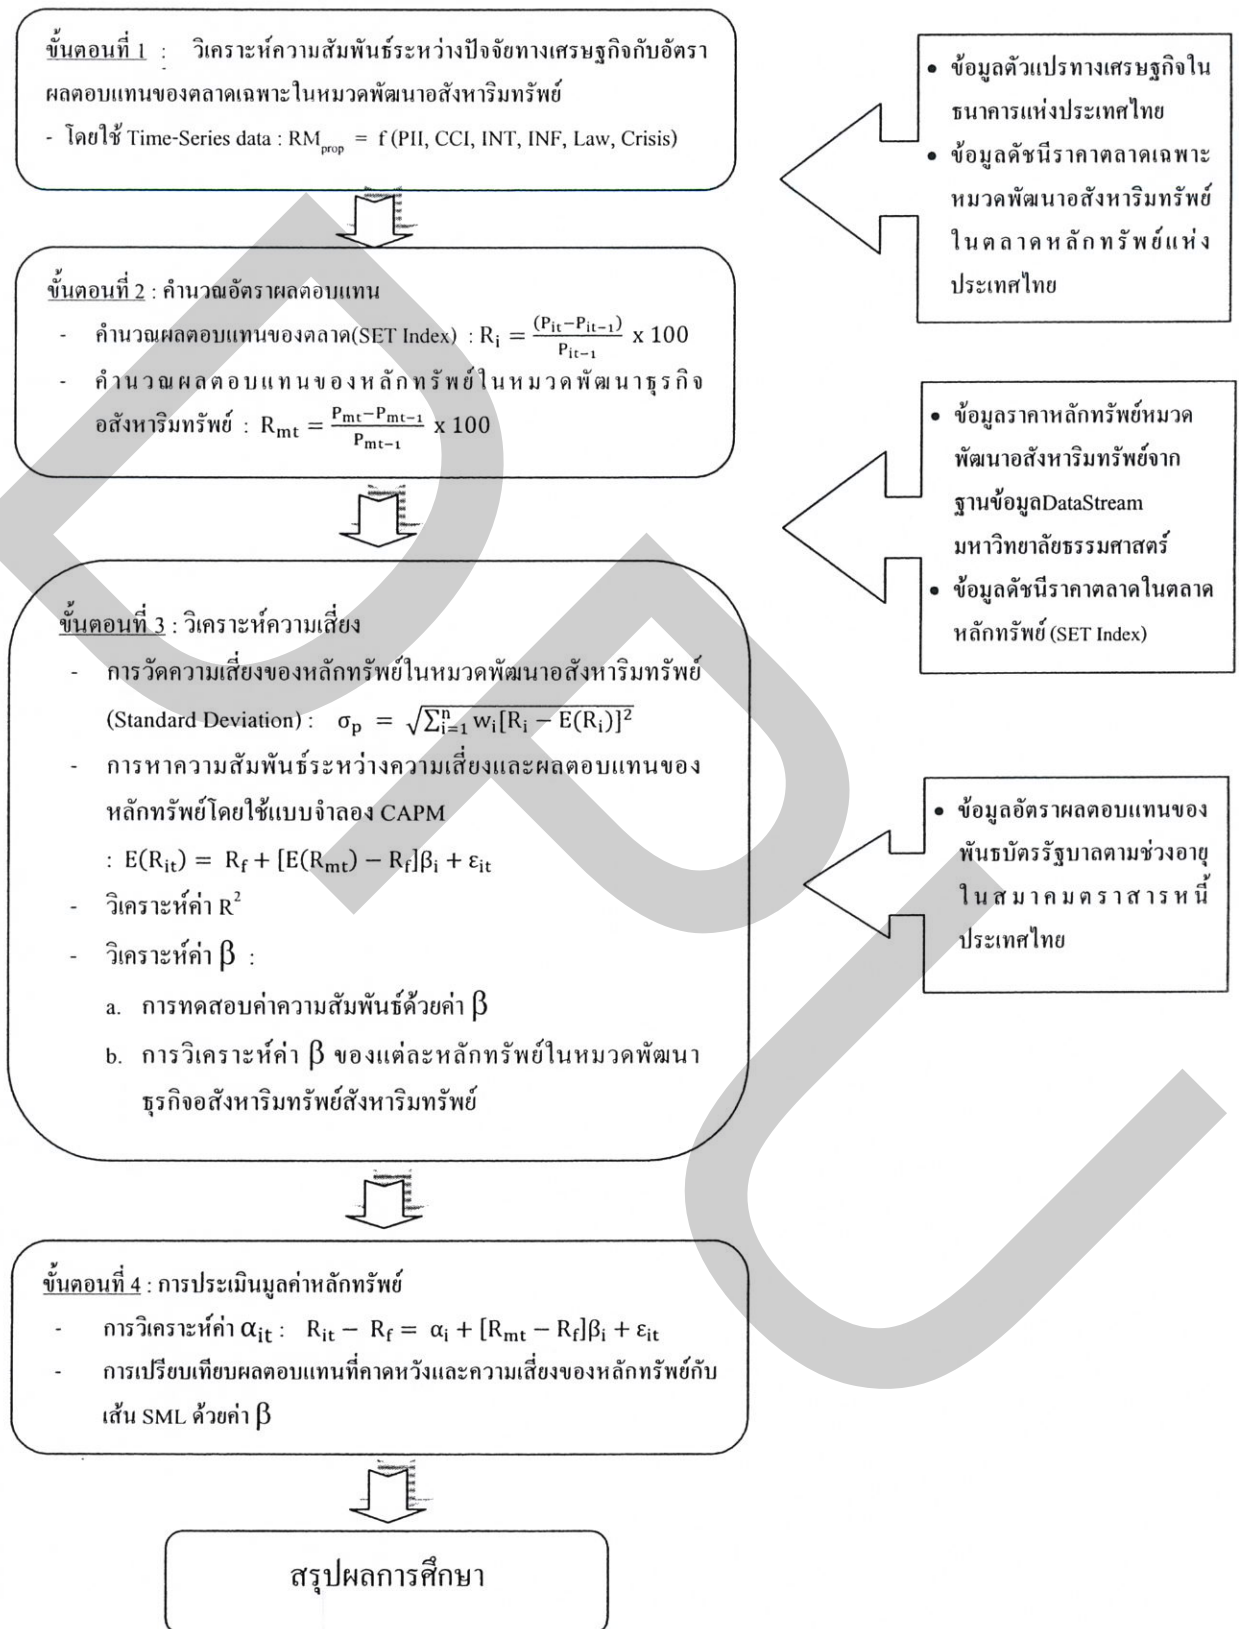 ขั้นตอนที่ 1 : วิเคราะห์ความสัมพันธ์ระหว่างปัจจัยทางเศรษฐกิจกับอัตรา
ผลตอบแทนของตลาดเฉพาะในหมวดพัฒนาอสังหาริมทรัพย์
- โดยใช้ Time-Series data : RM_prop = f (PII, CCI, INT, INF, Law, Crisis)
• ข้อมูลตัวแปรทางเศรษฐกิจใน
ธนาคารแห่งประเทศไทย
• ข้อมูลดัชนีราคาตลาดเฉพาะ
หมวดพัฒนาอสังหาริมทรัพย์
ในตลาดหลักทรัพย์แห่ง
ประเทศไทย
ขั้นตอนที่ 2 : คำนวณอัตราผลตอบแทน
- คำนวณผลตอบแทนของตลาด(SET Index) : R_i = (P_it−P_it−1) / P_it−1 x 100
- คำนวณผลตอบแทนของหลักทรัพย์ในหมวดพัฒนาธุรกิจ
อสังหาริมทรัพย์ : R_mt = P_mt−P_mt−1 / P_mt−1 x 100
• ข้อมูลราคาหลักทรัพย์หมวด
พัฒนาอสังหาริมทรัพย์จาก
ฐานข้อมูลDataStream
มหาวิทยาลัยธรรมศาสตร์
• ข้อมูลดัชนีราคาตลาดในตลาด
หลักทรัพย์ (SET Index)
ขั้นตอนที่ 3 : วิเคราะห์ความเสี่ยง
- การวัดความเสี่ยงของหลักทรัพย์ในหมวดพัฒนาอสังหาริมทรัพย์
(Standard Deviation) : σ_p = √∑_{i=1}^{n} w_i[R_i − E(R_i)]²
- การหาความสัมพันธ์ระหว่างความเสี่ยงและผลตอบแทนของ
หลักทรัพย์โดยใช้แบบจำลอง CAPM
: E(R_it) = R_f + [E(R_mt) − R_f]β_i + ε_it
- วิเคราะห์ค่า R²
- วิเคราะห์ค่า β :
a. การทดสอบค่าความสัมพันธ์ด้วยค่า β
b. การวิเคราะห์ค่า β ของแต่ละหลักทรัพย์ในหมวดพัฒนา
ธุรกิจอสังหาริมทรัพย์สังหาริมทรัพย์
• ข้อมูลอัตราผลตอบแทนของ
พันธบัตรรัฐบาลตามช่วงอายุ
ในสมาคมตราสารหนี้
ประเทศไทย
ขั้นตอนที่ 4 : การประเมินมูลค่าหลักทรัพย์
- การวิเคราะห์ค่า α_it : R_it − R_f = α_i + [R_mt − R_f]β_i + ε_it
- การเปรียบเทียบผลตอบแทนที่คาดหวังและความเสี่ยงของหลักทรัพย์กับ
เส้น SML ด้วยค่า β
สรุปผลการศึกษา
DPU